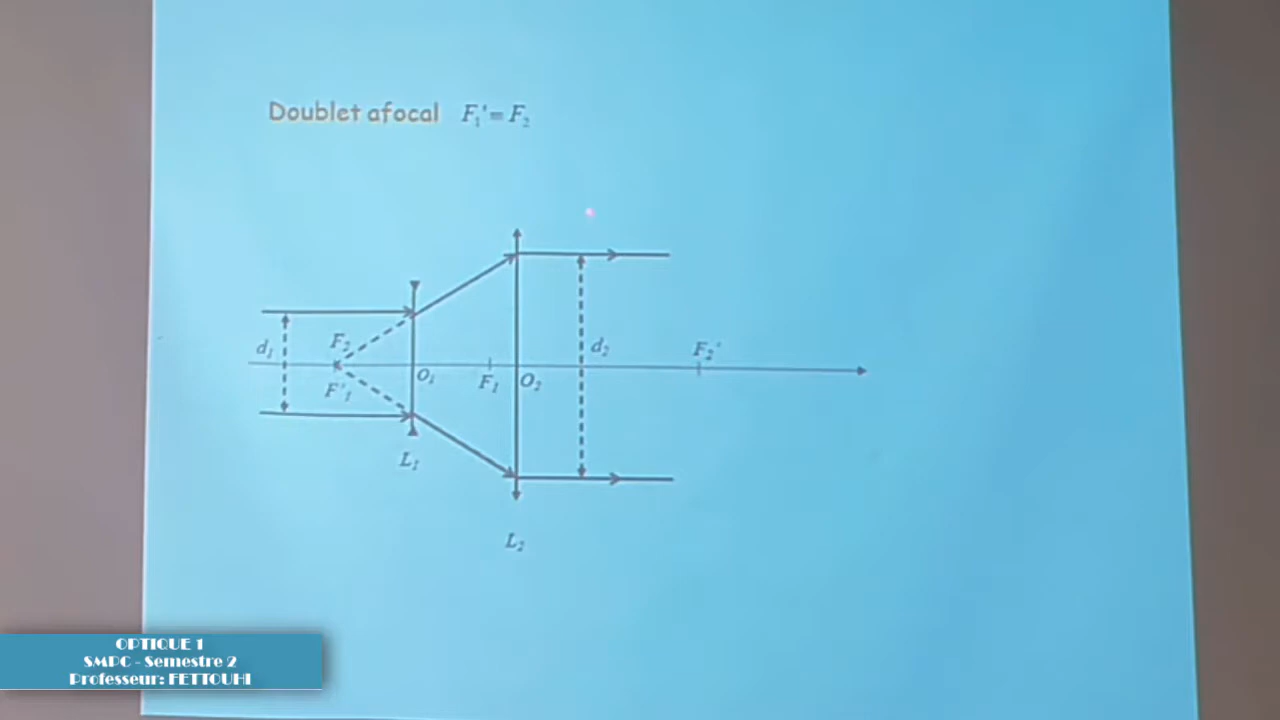 Doublet afocal F₁' = F₂
d₁
F₂
F'₁
O₁
F₁
O₂
d₂
F₂'
L₁
L₂
OPTIQUE 1
SMPC - Semestre 2
Professeur: FETTOUHI